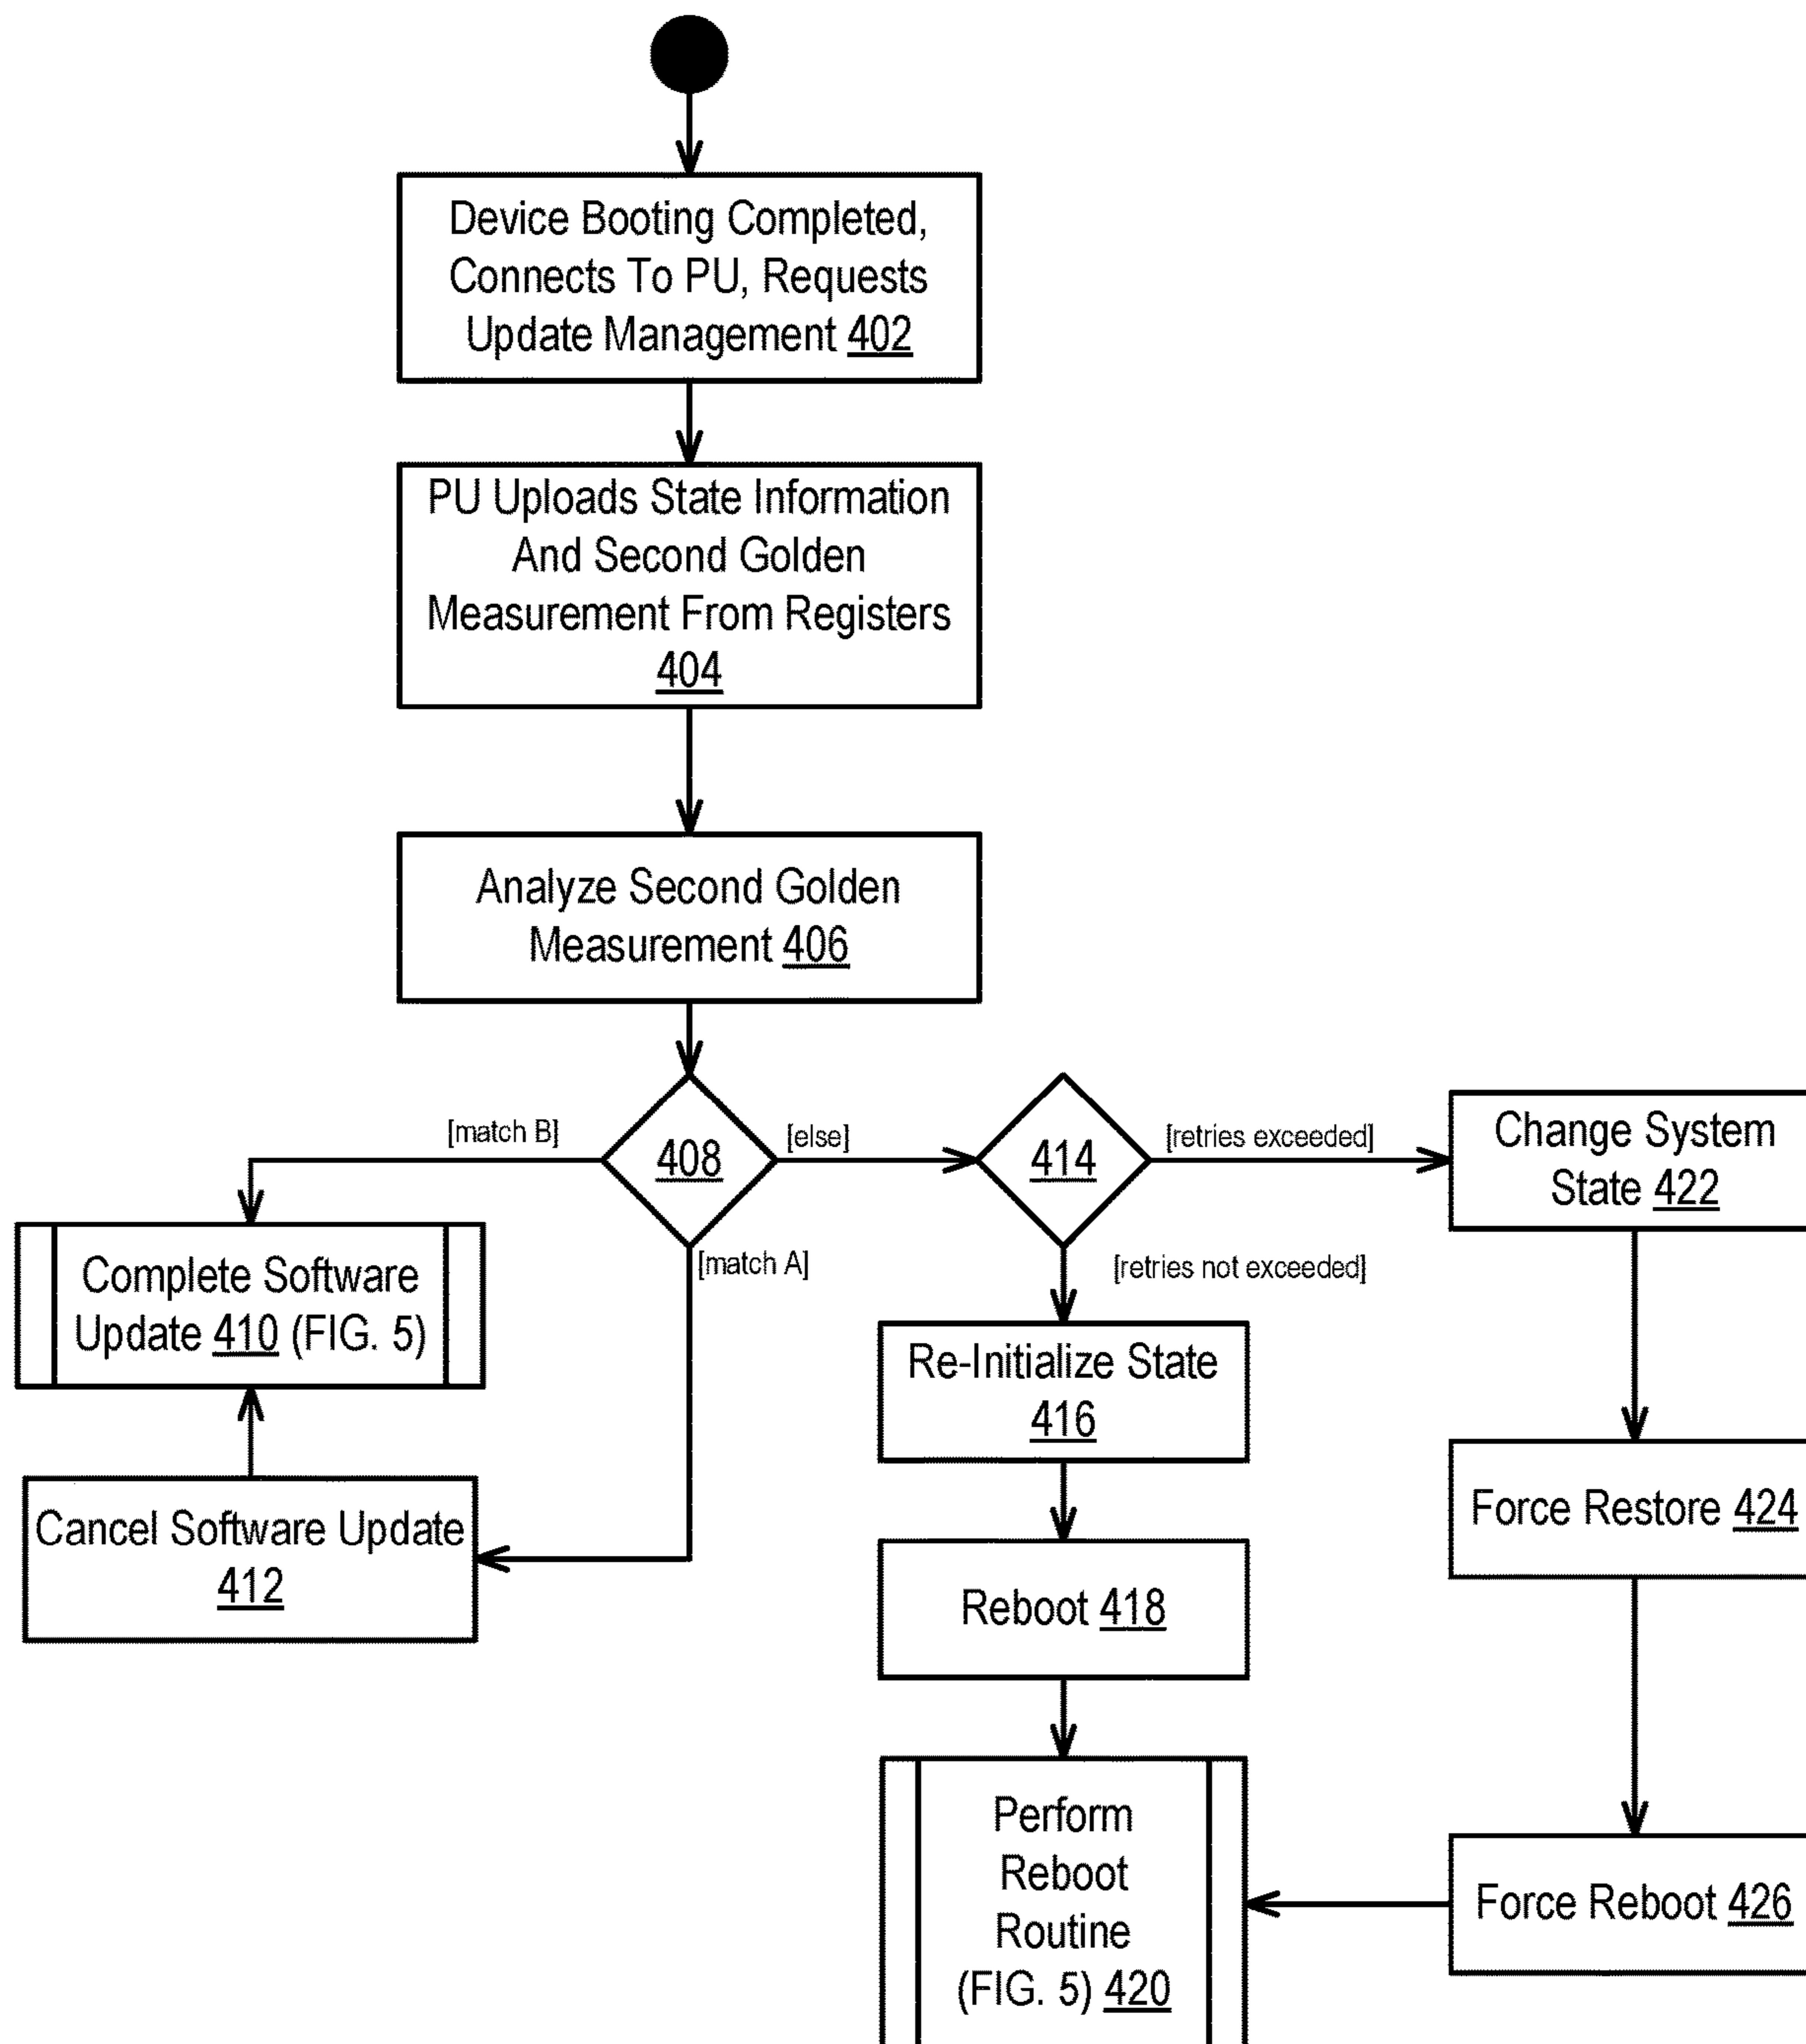 Device Booting Completed,
Connects To PU, Requests
Update Management 402
PU Uploads State Information
And Second Golden
Measurement From Registers
404
Analyze Second Golden
Measurement 406
[match B]
408
[else]
414
[retries exceeded]
Change System
State 422
[match A]
[retries not exceeded]
Complete Software
Update 410 (FIG. 5)
Re-Initialize State
416
Cancel Software Update
412
Force Restore 424
Reboot 418
Perform
Reboot
Routine
(FIG. 5) 420
Force Reboot 426